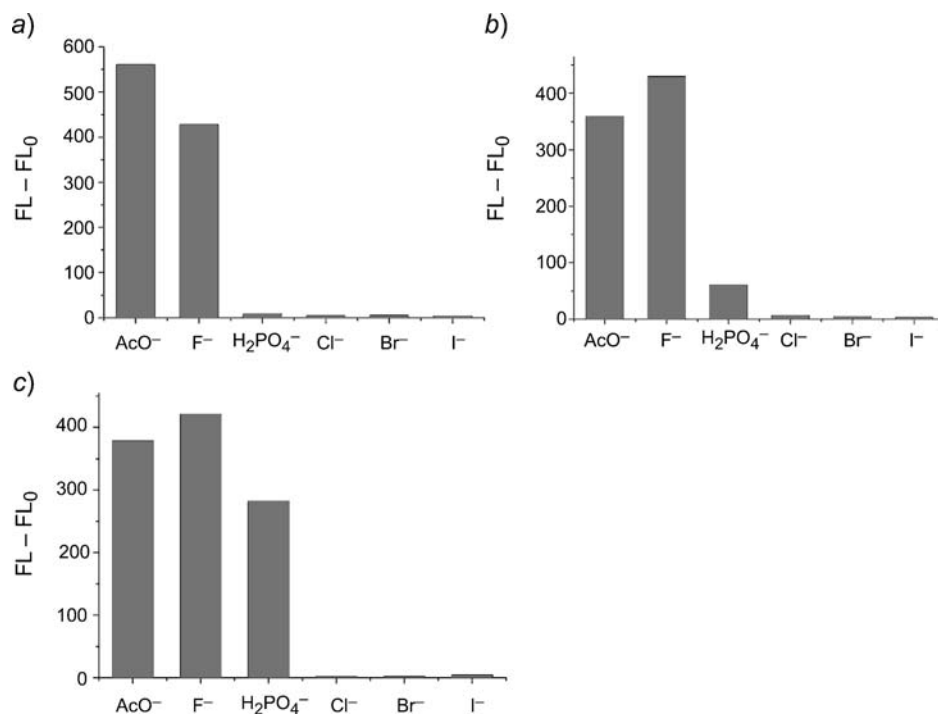 a)
600
500
400
300
200
100
0
FL – FL₀
AcO⁻ F⁻ H₂PO₄⁻ Cl⁻ Br⁻ I⁻
b)
400
300
200
100
0
FL – FL₀
AcO⁻ F⁻ H₂PO₄⁻ Cl⁻ Br⁻ I⁻
c)
400
300
200
100
0
FL – FL₀
AcO⁻ F⁻ H₂PO₄⁻ Cl⁻ Br⁻ I⁻